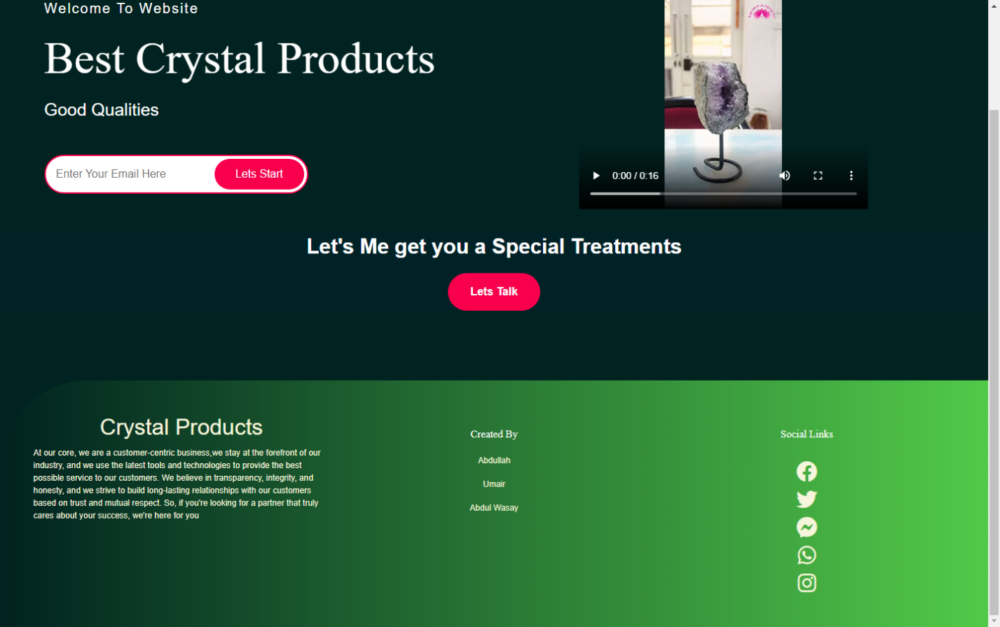 Welcome To Website
Best Crystal Products
Good Qualities
Enter Your Email Here
Lets Start
0:00 / 0:16
Let's Me get you a Special Treatments
Lets Talk
Crystal Products
At our core, we are a customer-centric business,we stay at the forefront of our
industry, and we use the latest tools and technologies to provide the best
possible service to our customers. We believe in transparency, integrity, and
honesty, and we strive to build long-lasting relationships with our customers
based on trust and mutual respect. So, if you're looking for a partner that truly
cares about your success, we're here for you
Created By
Abdullah
Umair
Abdul Wasay
Social Links